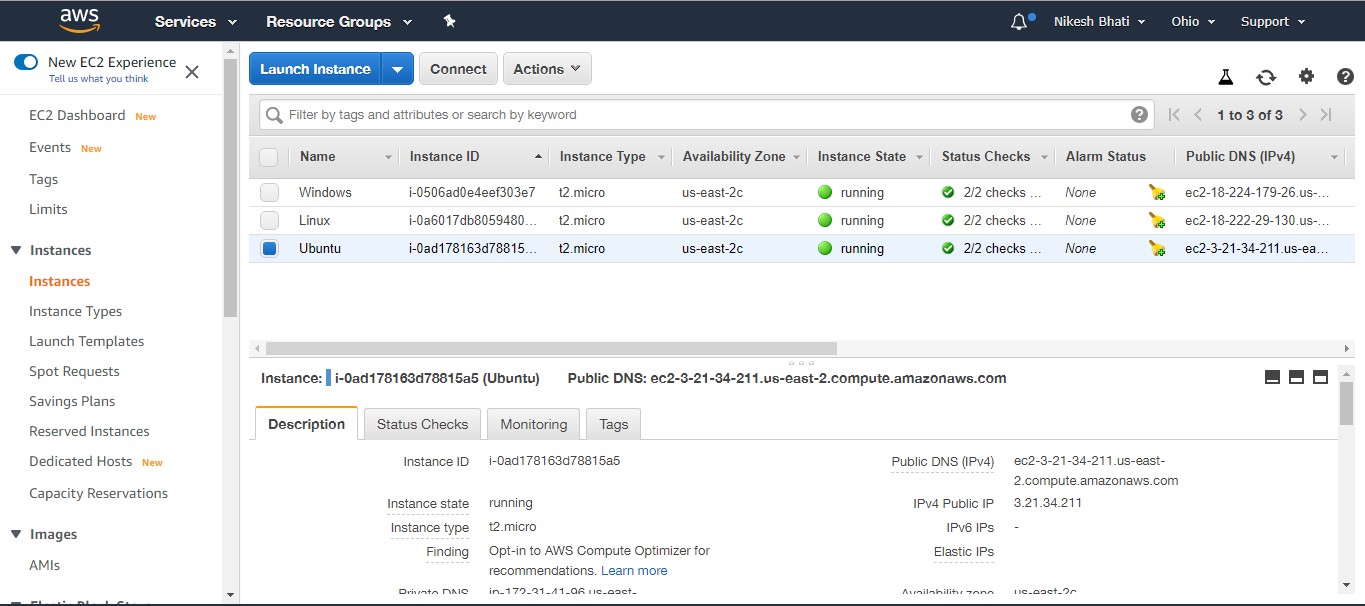 aws Services Resource Groups Nikesh Bhati Ohio Support
New EC2 Experience
Tell us what you think
EC2 Dashboard New
Events New
Tags
Limits
Instances
Instances
Instance Types
Launch Templates
Spot Requests
Savings Plans
Reserved Instances
Dedicated Hosts New
Capacity Reservations
Images
AMIs
Launch Instance Connect Actions
Filter by tags and attributes or search by keyword 1 to 3 of 3
Name Instance ID Instance Type Availability Zone Instance State Status Checks Alarm Status Public DNS (IPv4)
Windows i-0506ad0e4eef303e7 t2.micro us-east-2c running 2/2 checks ... None ec2-18-224-179-26.us-...
Linux i-0a6017db8059480... t2.micro us-east-2c running 2/2 checks ... None ec2-18-222-29-130.us-...
Ubuntu i-0ad178163d78815... t2.micro us-east-2c running 2/2 checks ... None ec2-3-21-34-211.us-ea...
Instance: i-0ad178163d78815a5 (Ubuntu) Public DNS: ec2-3-21-34-211.us-east-2.compute.amazonaws.com
Description Status Checks Monitoring Tags
Instance ID i-0ad178163d78815a5 Public DNS (IPv4) ec2-3-21-34-211.us-east-
2.compute.amazonaws.com
Instance state running IPv4 Public IP 3.21.34.211
Instance type t2.micro IPv6 IPs -
Finding Opt-in to AWS Compute Optimizer for Elastic IPs
recommendations. Learn more
Private DNS ip-172-31-41-96.us-east- Availability zone us-east-2c